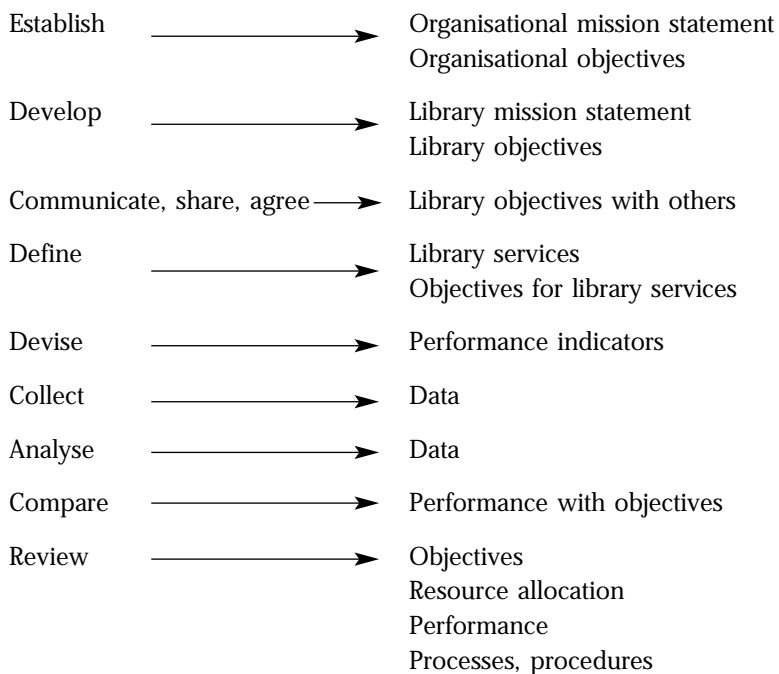 Establish Organisational mission statement
Organisational objectives
Develop Library mission statement
Library objectives
Communicate, share, agree Library objectives with others
Define Library services
Objectives for library services
Devise Performance indicators
Collect Data
Analyse Data
Compare Performance with objectives
Review Objectives
Resource allocation
Performance
Processes, procedures